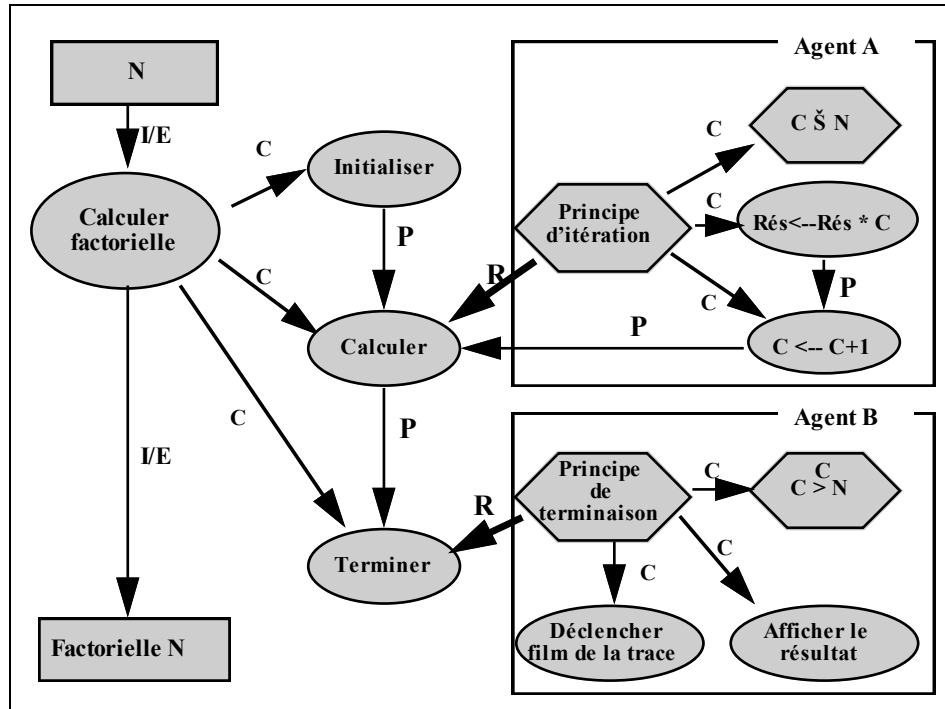 Agent A
N
C Š N
C
I/E
C
Initialiser
Principe
d'itération
C
Rés<--Rés * C
Calculer
factorielle
P
C
R
C
P
P
Calculer
C <-- C+1
C
P
Agent B
I/E
Principe
de
terminaison
C
C
C > N
R
Terminer
C
C
Factorielle N
Déclencher
film de la trace
Afficher le
résultat